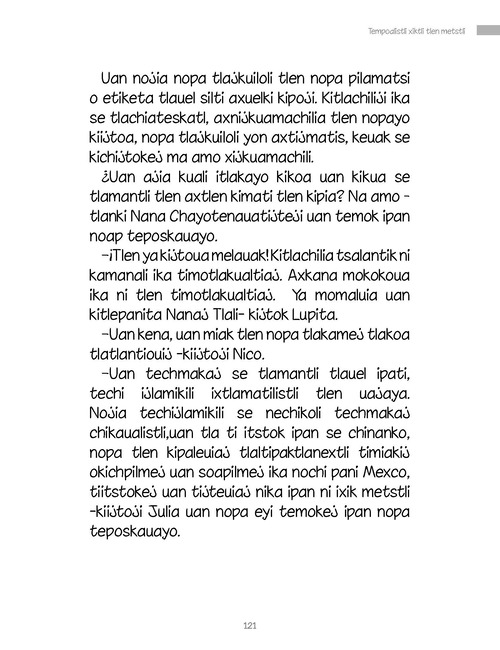 Tempoalistli xiktli tlen metstli
Uan nojia nopa tlajkuiloli tlen nopa pilamatsi
o etiketa tlauel silti axuelki kipoji. Kitlachiliji ika
se tlachiateskatl, axnijkuamachilia tlen nopayo
kiijtoa, nopa tlajkuiloli yon axtijmatis, keuak se
kichijtokej ma amo xijkuamachili.
¿Uan ajia kuali itlakayo kikoa uan kikua se
tlamantli tlen axtlen kimati tlen kipia? Na amo -
tlanki Nana Chayotenauatijteji uan temok ipan
noap teposkauayo.
–¡Tlen ya kijtoua melauak! Kitlachilia tsalantik ni
kamanali ika timotlakualtiaj. Axkana mokokoua
ika ni tlen timotlakualtiaj. Ya momaluia uan
kitlepanita Nanaj Tlali- kijtok Lupita.
–Uan kena, uan miak tlen nopa tlakamej tlakoa
tlatlantiouij -kiijtoji Nico.
–Uan techmakaj se tlamantli tlauel ipati,
techi ijlamikili ixtlamatilistli tlen uajaya.
Nojia techijlamikili se nechikoli techmakaj
chikaualistli,uan tla ti itstok ipan se chinanko,
nopa tlen kipaleuiaj tlaltipaktlanextli timiakij
okichpilmej uan soapilmej ika nochi pani Mexco,
tiitstokej uan tijteuiaj nika ipan ni ixik metstli
-kiijtoji Julia uan nopa eyi temokej ipan nopa
teposkauayo.
121